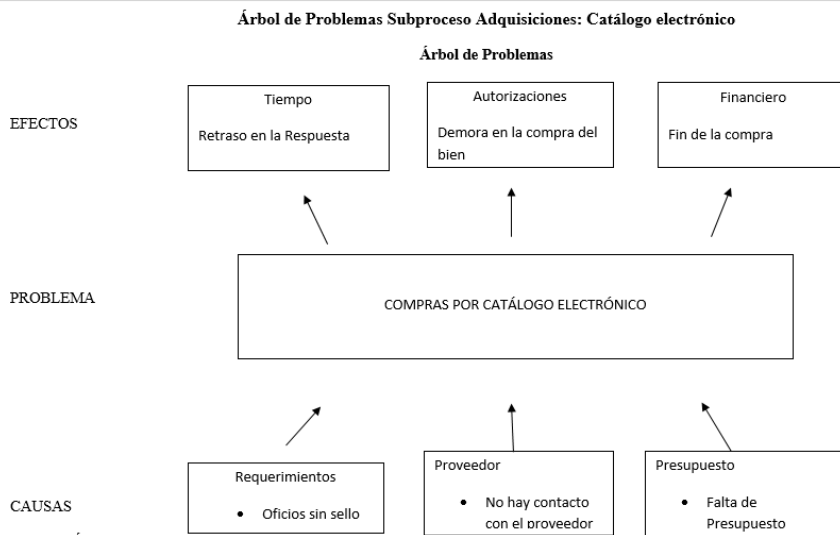 Árbol de Problemas Subproceso Adquisiciones: Catálogo electrónico
Árbol de Problemas
EFECTOS
Tiempo
Retraso en la Respuesta
Autorizaciones
Demora en la compra del
bien
Financiero
Fin de la compra
PROBLEMA
COMPRAS POR CATÁLOGO ELECTRÓNICO
CAUSAS
Requerimientos
• Oficios sin sello
Proveedor
• No hay contacto
con el proveedor
Presupuesto
• Falta de
Presupuesto